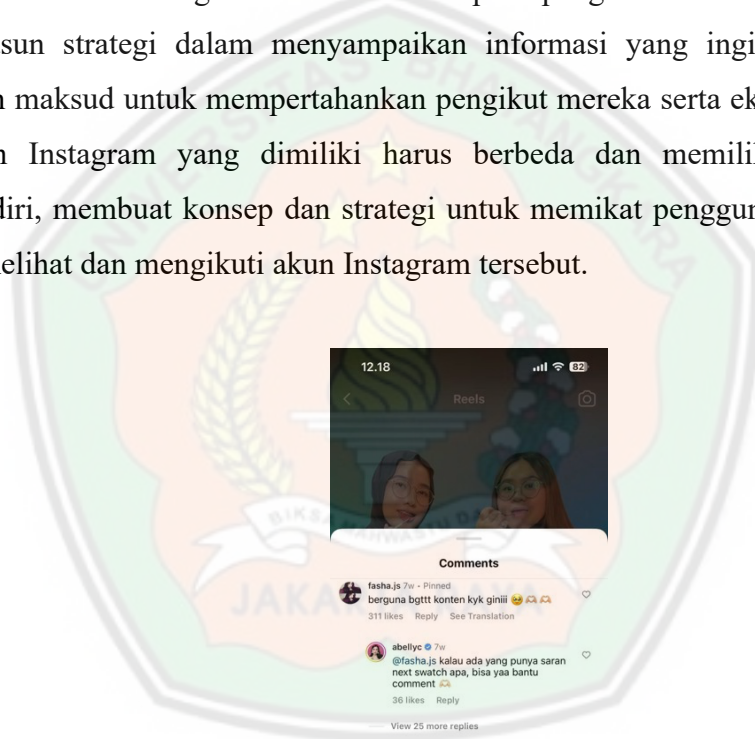 sun strategi dalam menyampaikan informasi yang ingi
maksud untuk mempertahankan pengikut mereka serta ek
Instagram yang dimiliki harus berbeda dan memili
diri, membuat konsep dan strategi untuk memikat penggun
elihat dan mengikuti akun Instagram tersebut.
UNIVERSITAS BHAYANGKARA
12.18
82
Reels
Comments
fasha.js 7w - Pinned
berguna bgttt konten kyk giniii 🥹🫶🏻🫶🏻
311 likes Reply See Translation
abellyc 7w
@fasha.js kalau ada yang punya saran
next swatch apa, bisa yaa bantu
comment 🫶🏻
36 likes Reply
View 25 more replies
JAKARTA RAYA